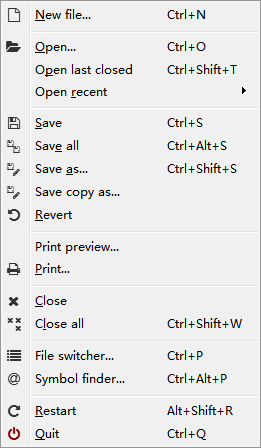 New file... Ctrl+N
Open... Ctrl+O
Open last closed Ctrl+Shift+T
Open recent
Save Ctrl+S
Save all Ctrl+Alt+S
Save as... Ctrl+Shift+S
Save copy as...
Revert
Print preview...
Print...
Close
Close all Ctrl+Shift+W
File switcher... Ctrl+P
Symbol finder... Ctrl+Alt+P
Restart Alt+Shift+R
Quit Ctrl+Q